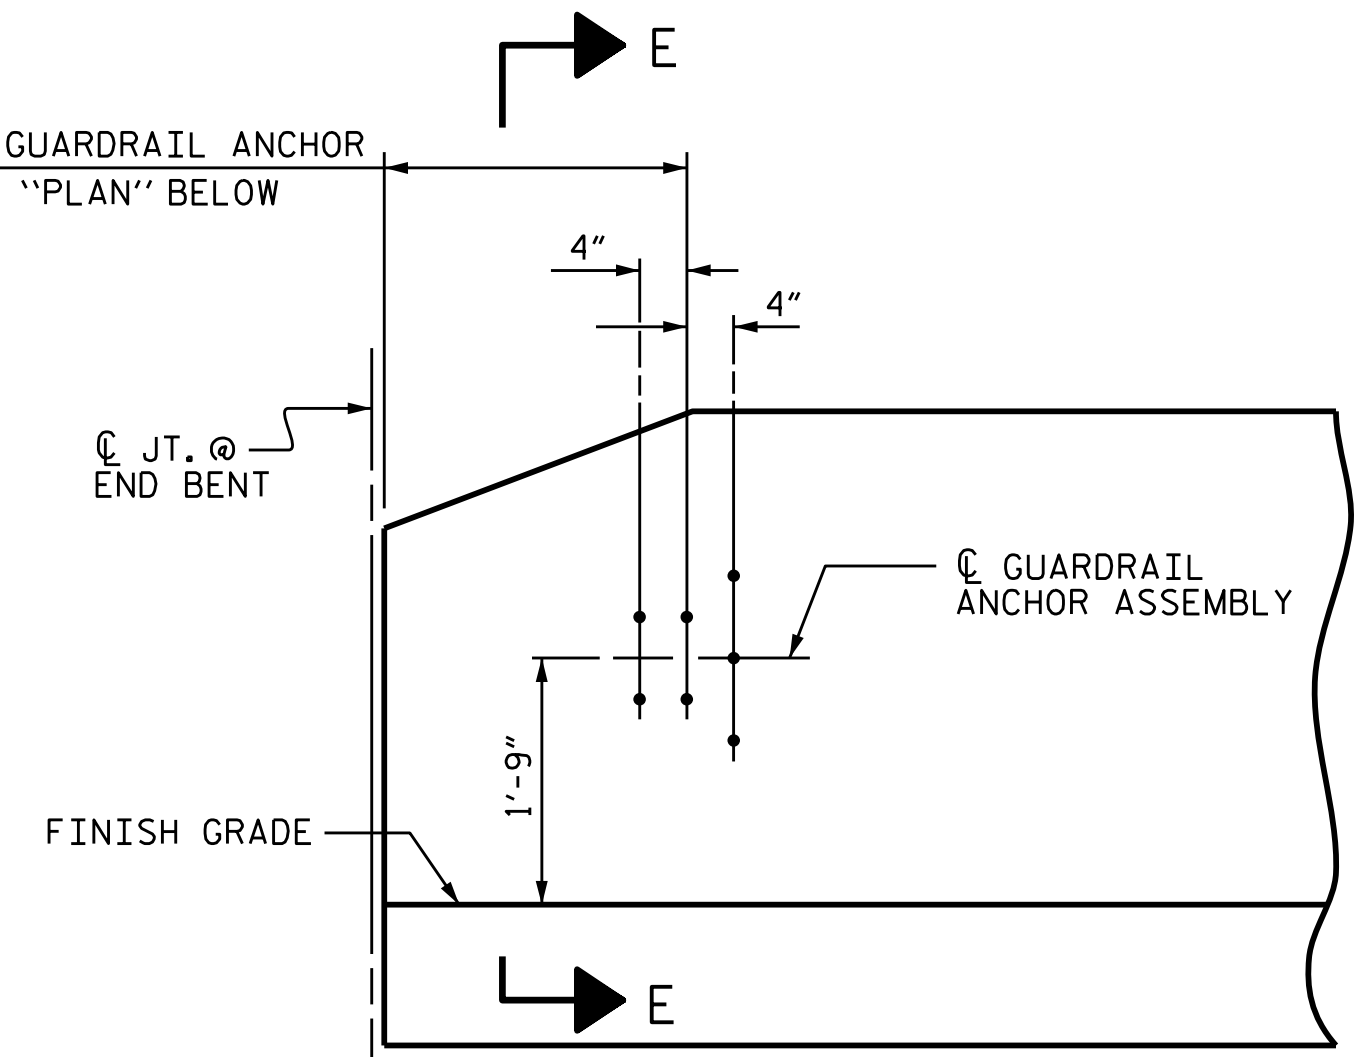 E
GUARDRAIL ANCHOR
"PLAN" BELOW
4"
4"
℄ JT. @
END BENT
℄ GUARDRAIL
ANCHOR ASSEMBLY
1'-9"
FINISH GRADE
E